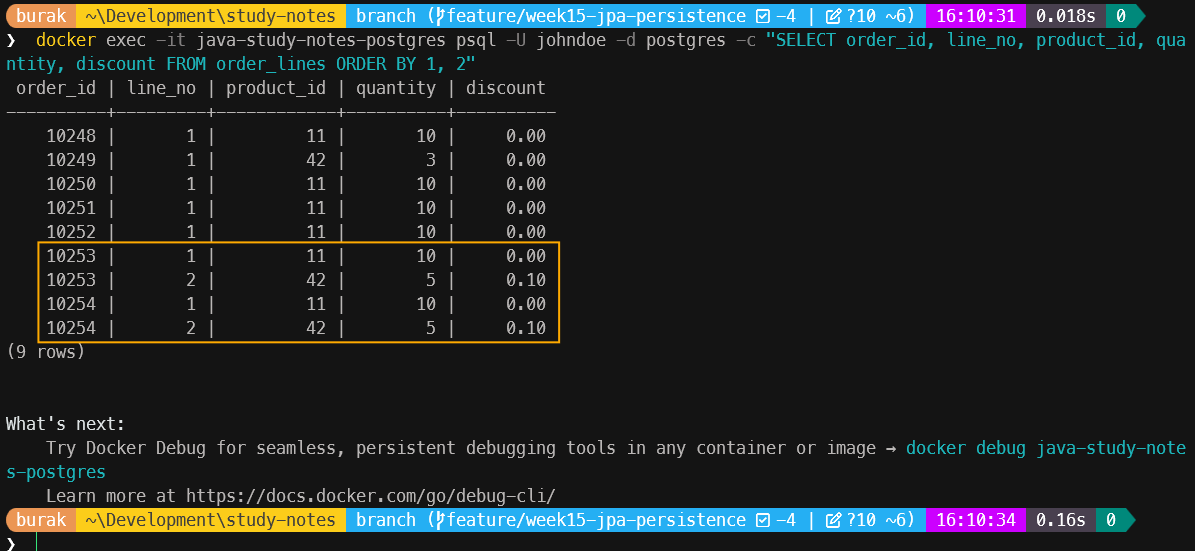 burak ~\Development\study-notes branch (feature/week15-jpa-persistence ☑ -4 | ?10 ~6) 16:10:31 0.018s 0
❯ docker exec -it java-study-notes-postgres psql -U johndoe -d postgres -c "SELECT order_id, line_no, product_id, qua
ntity, discount FROM order_lines ORDER BY 1, 2"
 order_id | line_no | product_id | quantity | discount
----------+---------+------------+----------+----------
    10248 |       1 |         11 |       10 |     0.00
    10249 |       1 |         42 |        3 |     0.00
    10250 |       1 |         11 |       10 |     0.00
    10251 |       1 |         11 |       10 |     0.00
    10252 |       1 |         11 |       10 |     0.00
    10253 |       1 |         11 |       10 |     0.00
    10253 |       2 |         42 |        5 |     0.10
    10254 |       1 |         11 |       10 |     0.00
    10254 |       2 |         42 |        5 |     0.10
(9 rows)
What's next:
    Try Docker Debug for seamless, persistent debugging tools in any container or image → docker debug java-study-note
s-postgres
    Learn more at https://docs.docker.com/go/debug-cli/
burak ~\Development\study-notes branch (feature/week15-jpa-persistence ☑ -4 | ?10 ~6) 16:10:34 0.16s 0
❯